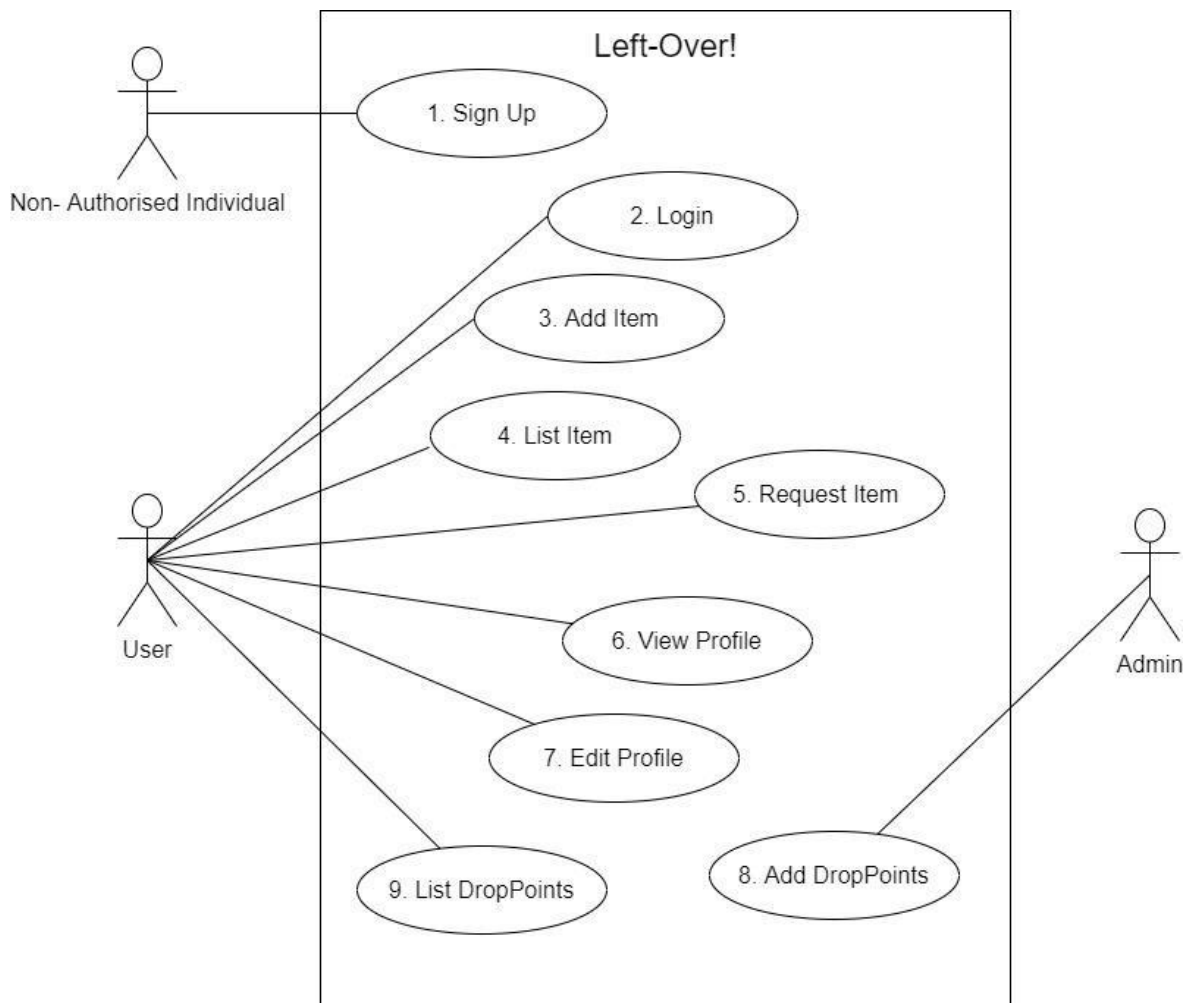 Left-Over!
1. Sign Up
Non- Authorised Individual
2. Login
3. Add Item
4. List Item
5. Request Item
6. View Profile
User
Admin
7. Edit Profile
8. Add DropPoints
9. List DropPoints